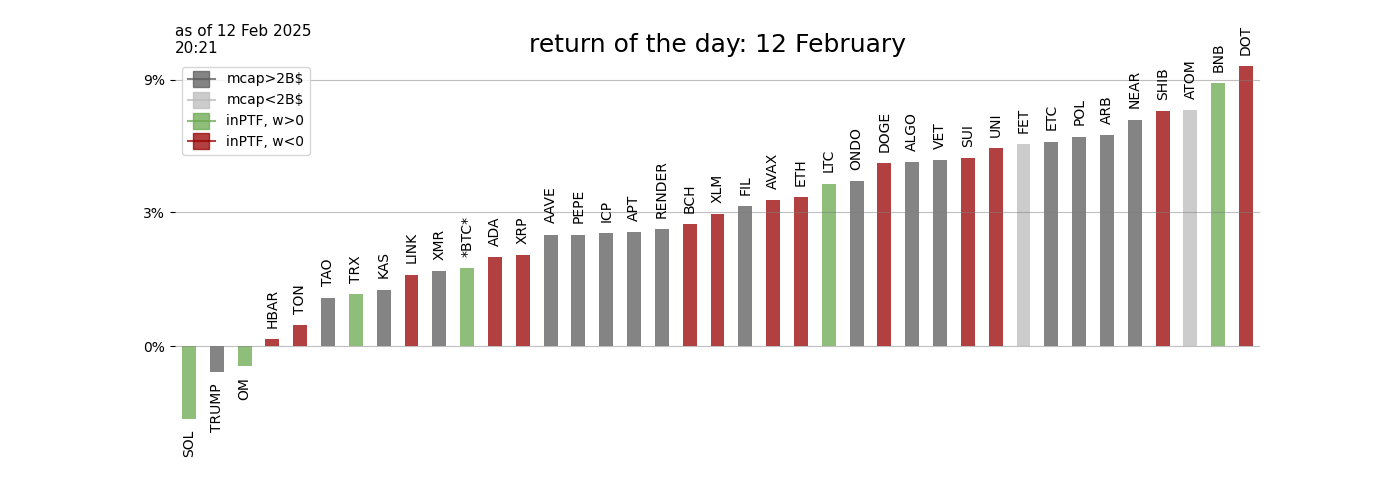 as of 12 Feb 2025
20:21
return of the day: 12 February
mcap>2B$
mcap<2B$
inPTF, w>0
inPTF, w<0
9%
3%
0%
SOL
TRUMP
OM
HBAR
TON
TAO
TRX
KAS
LINK
XMR
*BTC*
ADA
XRP
AAVE
PEPE
ICP
APT
RENDER
BCH
XLM
FIL
AVAX
ETH
LTC
ONDO
DOGE
ALGO
VET
SUI
UNI
FET
ETC
POL
ARB
NEAR
SHIB
ATOM
BNB
DOT